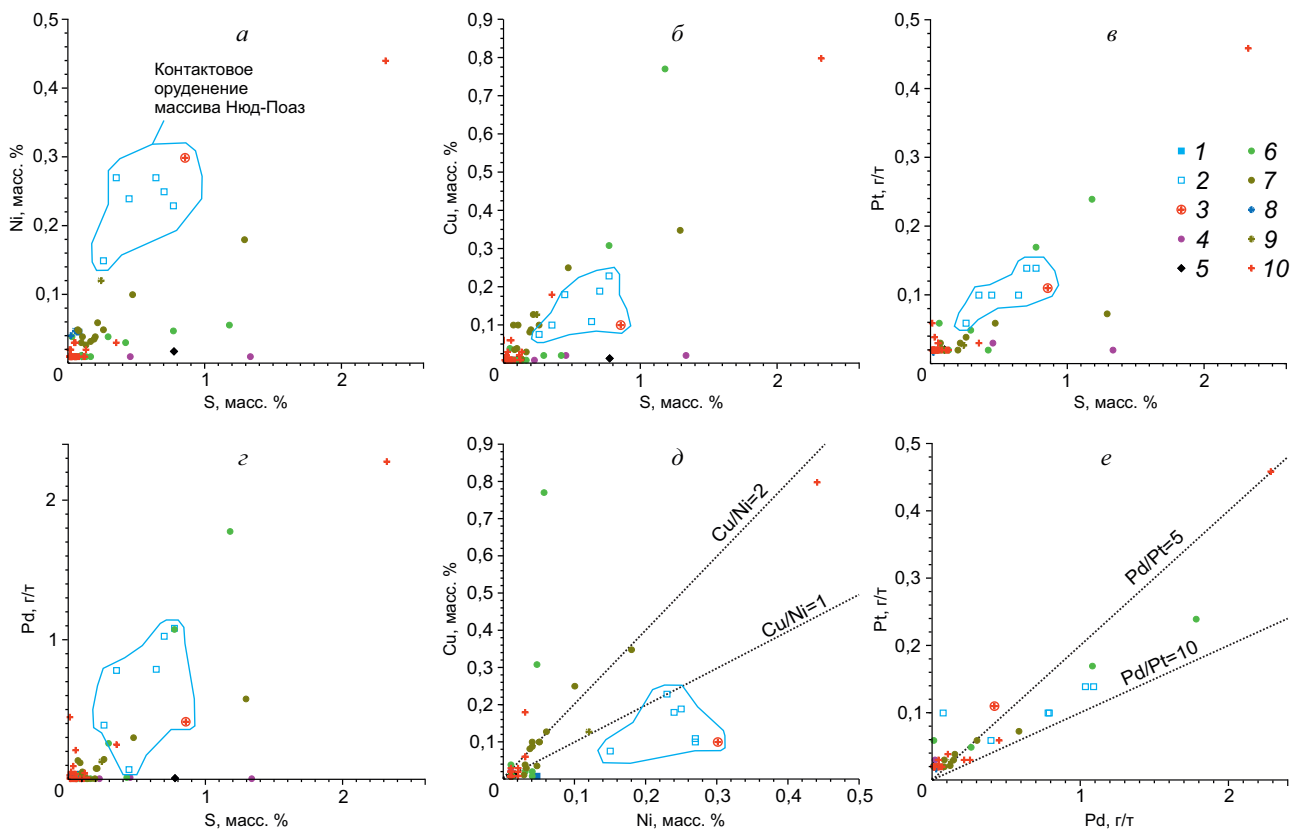 а
0,5
0,4
0,3
0,2
0,1
0
1
2
Ni, масс. %
S, масс. %
Контактовое
оруденение
массива Нюд-Поаз
б
0,9
0,8
0,7
0,6
0,5
0,4
0,3
0,2
0,1
0
1
2
Cu, масс. %
S, масс. %
в
0,5
0,4
0,3
0,2
0,1
0
1
2
Pt, г/т
S, масс. %
1 6
2 7
3 8
4 9
5 10
г
2
1
0
1
2
Pd, г/т
S, масс. %
д
0,9
0,8
0,7
0,6
0,5
0,4
0,3
0,2
0,1
0
0,1
0,2
0,3
0,4
0,5
Cu, масс. %
Ni, масс. %
Cu/Ni=2
Cu/Ni=1
е
0,5
0,4
0,3
0,2
0,1
0
1
2
Pt, г/т
Pd, г/т
Pd/Pt=5
Pd/Pt=10